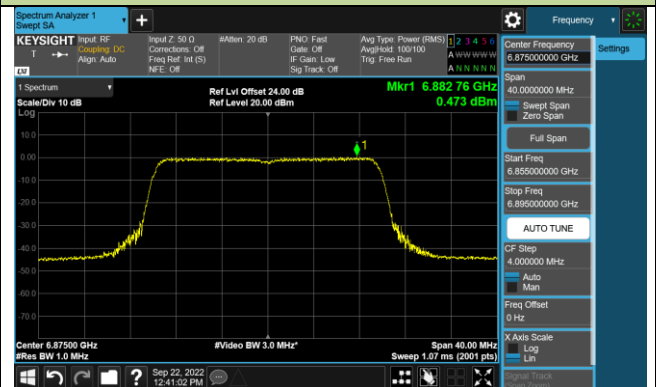 Spectrum Analyzer 1
Swept SA
+
Frequency
KEYSIGHT
Input: RF
Coupling: DC
Align: Auto
Input Z: 50 Ω
Corrections: Off
Freq Ref: Int (S)
NFE: Off
#Atten: 20 dB
PNO: Fast
Gate: Off
IF Gain: Low
Sig Track: Off
Avg Type: Power (RMS)
Avg|Hold: 100/100
Trig: Free Run
1 2 3 4 5 6
A W W W W W
A N N N N N
LXI
1 Spectrum
Scale/Div 10 dB
Log
Ref Lvl Offset 24.00 dB
Ref Level 20.00 dBm
Mkr1 6.882 76 GHz
0.473 dBm
1
10.0
0.00
-10.0
-20.0
-30.0
-40.0
-50.0
-60.0
-70.0
Center 6.87500 GHz
#Res BW 1.0 MHz
#Video BW 3.0 MHz*
Span 40.00 MHz
Sweep 1.07 ms (2001 pts)
Sep 22, 2022
12:41:02 PM
Center Frequency
6.875000000 GHz
Settings
Span
40.0000000 MHz
Swept Span
Zero Span
Full Span
Start Freq
6.855000000 GHz
Stop Freq
6.895000000 GHz
AUTO TUNE
CF Step
4.000000 MHz
Auto
Man
Freq Offset
0 Hz
X Axis Scale
Log
Lin
Signal Track
(Span Zoom)